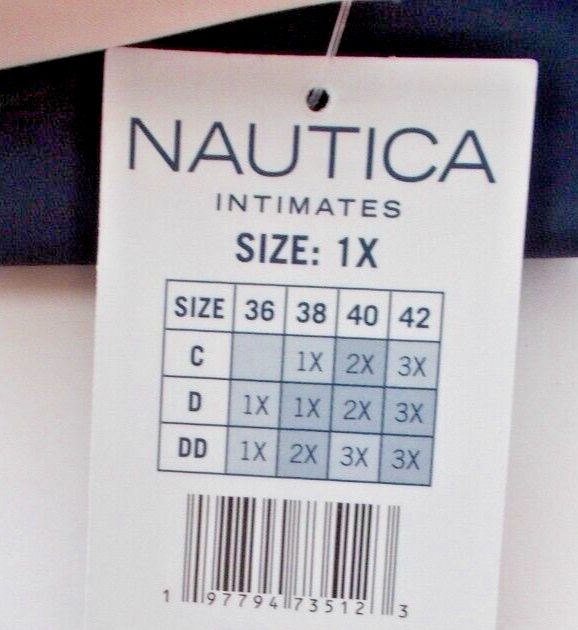 NAUTICA
INTIMATES
SIZE: 1X
SIZE 36 38 40 42
C 1X 2X 3X
D 1X 1X 2X 3X
DD 1X 2X 3X 3X
1 97794 73512 3